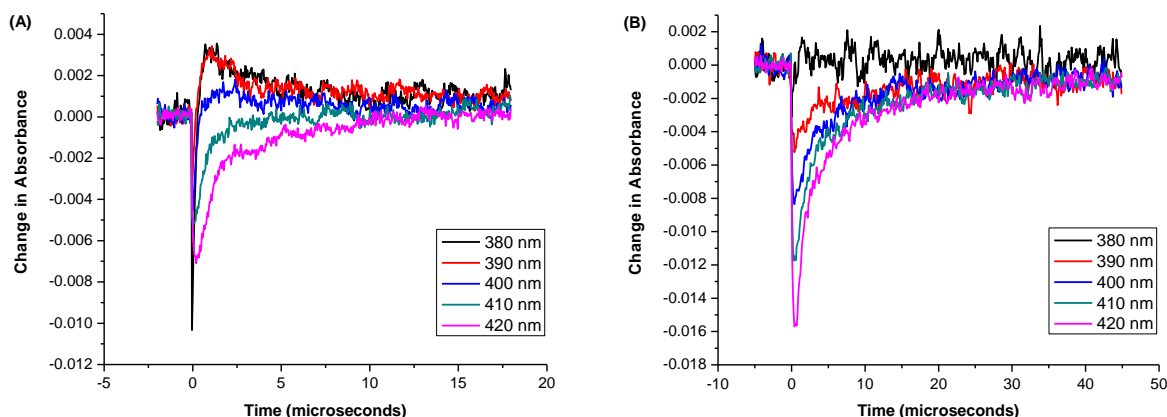 (A)
0.004
0.002
0.000
-0.002
-0.004
-0.006
-0.008
-0.010
-0.012
Change in Absorbance
-5
0
5
10
15
20
Time (microseconds)
380 nm
390 nm
400 nm
410 nm
420 nm
(B)
0.002
0.000
-0.002
-0.004
-0.006
-0.008
-0.010
-0.012
-0.014
-0.016
-0.018
Change in Absorbance
-10
0
10
20
30
40
50
Time (microseconds)
380 nm
390 nm
400 nm
410 nm
420 nm